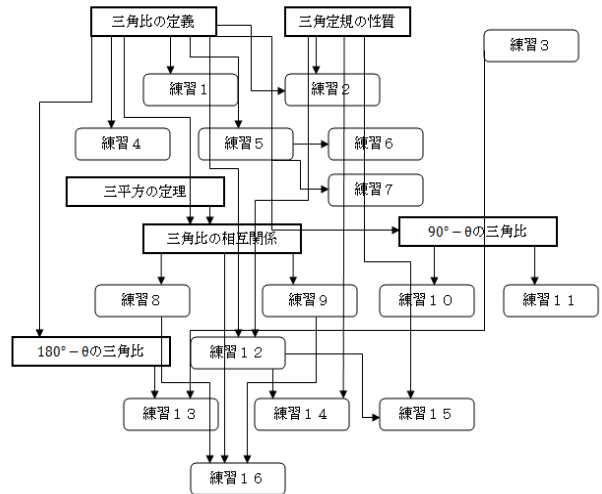 三角比の定義
三角定規の性質
練習３
練習１
練習２
練習４
練習５
練習６
三平方の定理
練習７
三角比の相互関係
90°－θの三角比
練習８
練習９
練習１０
練習１１
180°－θの三角比
練習１２
練習１３
練習１４
練習１５
練習１６